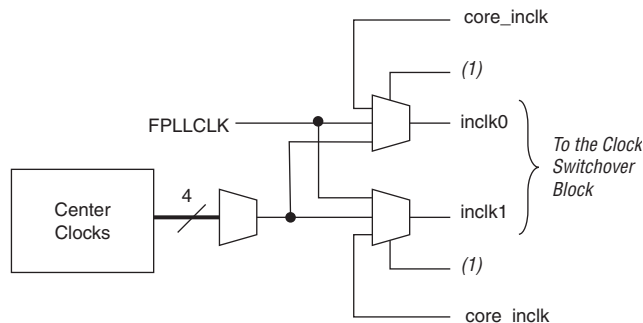 core_inclk
(1)
FPLLCLK
inclk0
To the Clock
Switchover
Block
4
Center
Clocks
inclk1
(1)
core_inclk